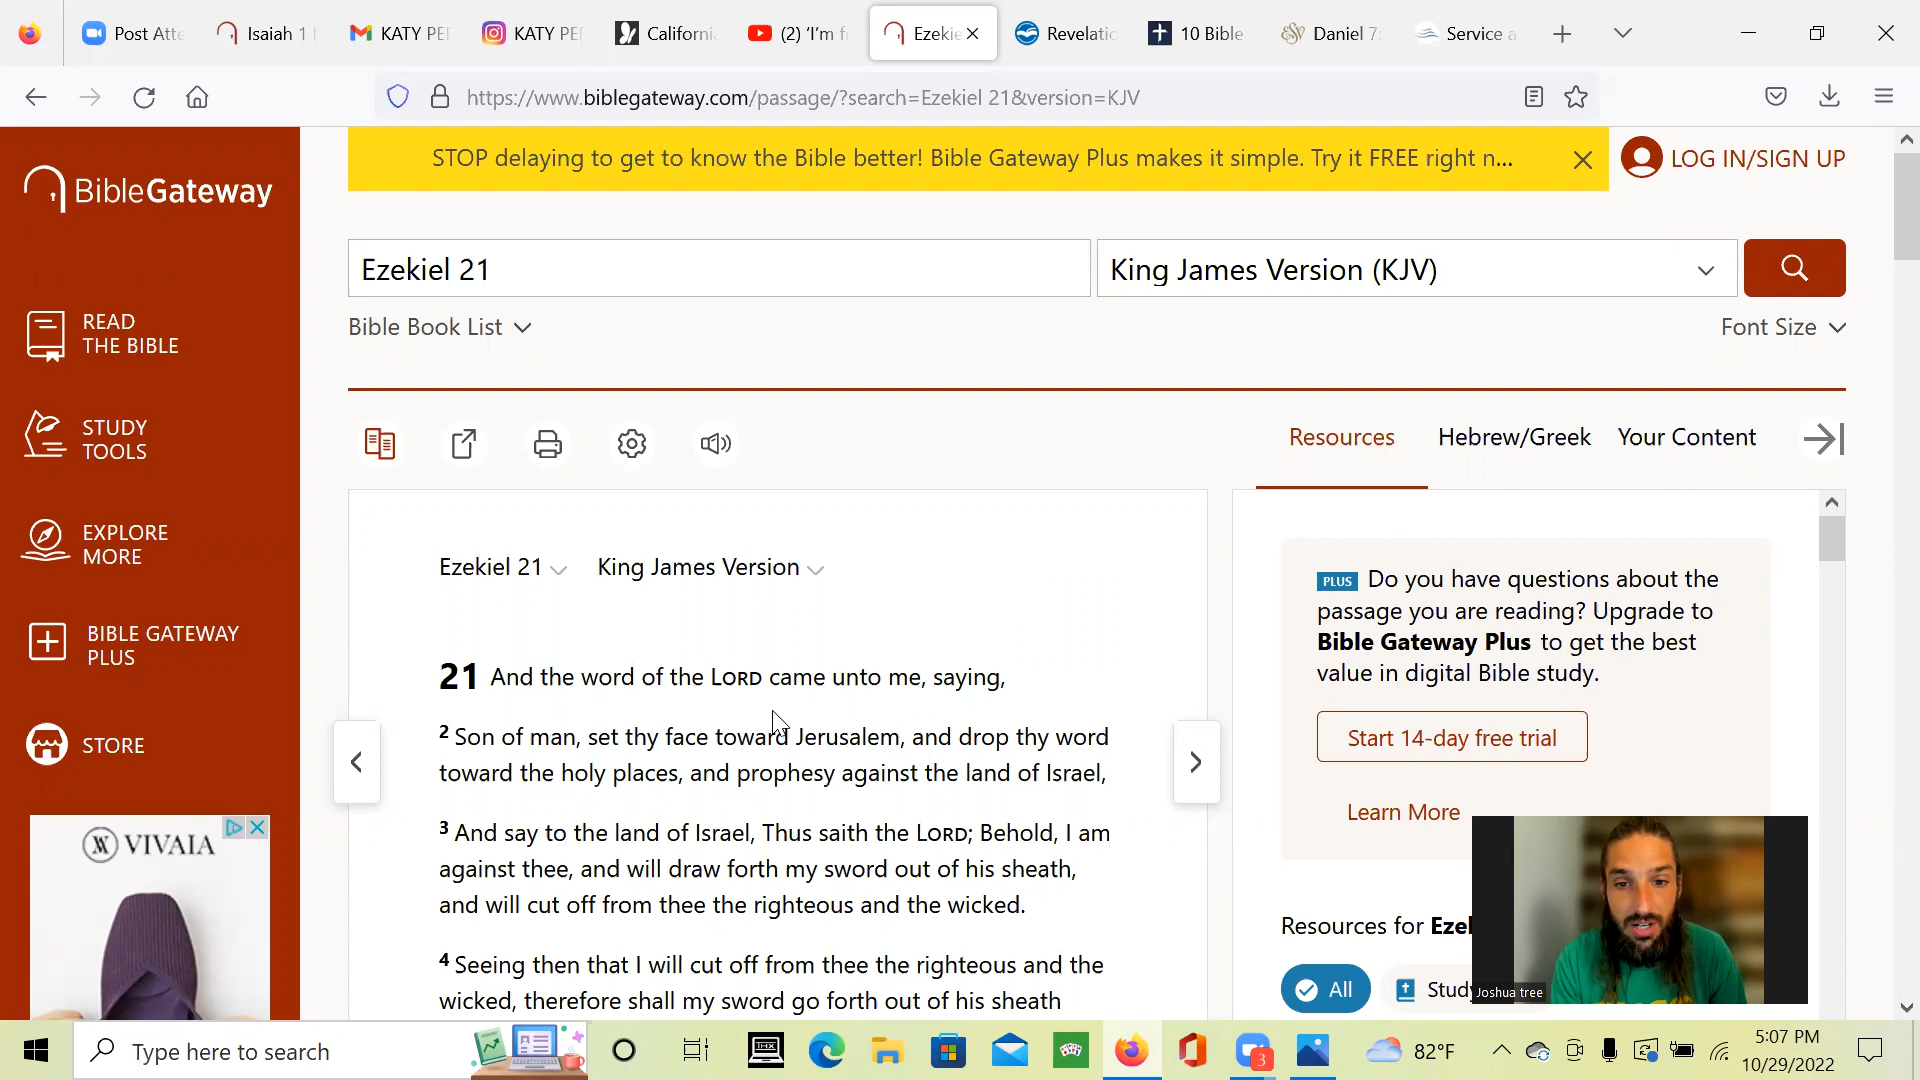 Post Atte
Isaiah 1
KATY PER
KATY PE
Californi
(2) ‘I’m f
Ezekie
Revelatio
10 Bible
Daniel 7:
Service a
https://www.biblegateway.com/passage/?search=Ezekiel 21&version=KJV
BibleGateway
STOP delaying to get to know the Bible better! Bible Gateway Plus makes it simple. Try it FREE right n...
LOG IN/SIGN UP
Ezekiel 21
King James Version (KJV)
Bible Book List
Font Size
READ
THE BIBLE
STUDY
TOOLS
EXPLORE
MORE
BIBLE GATEWAY
PLUS
STORE
VIVAIA
Resources
Hebrew/Greek
Your Content
Ezekiel 21
King James Version
21 And the word of the LORD came unto me, saying,
2 Son of man, set thy face toward Jerusalem, and drop thy word
toward the holy places, and prophesy against the land of Israel,
3 And say to the land of Israel, Thus saith the LORD; Behold, I am
against thee, and will draw forth my sword out of his sheath,
and will cut off from thee the righteous and the wicked.
4 Seeing then that I will cut off from thee the righteous and the
wicked, therefore shall my sword go forth out of his sheath
PLUS Do you have questions about the
passage you are reading? Upgrade to
Bible Gateway Plus to get the best
value in digital Bible study.
Start 14-day free trial
Learn More
Resources for Ezel
All
Study
Joshua tree
Type here to search
THX
3
82°F
5:07 PM
10/29/2022